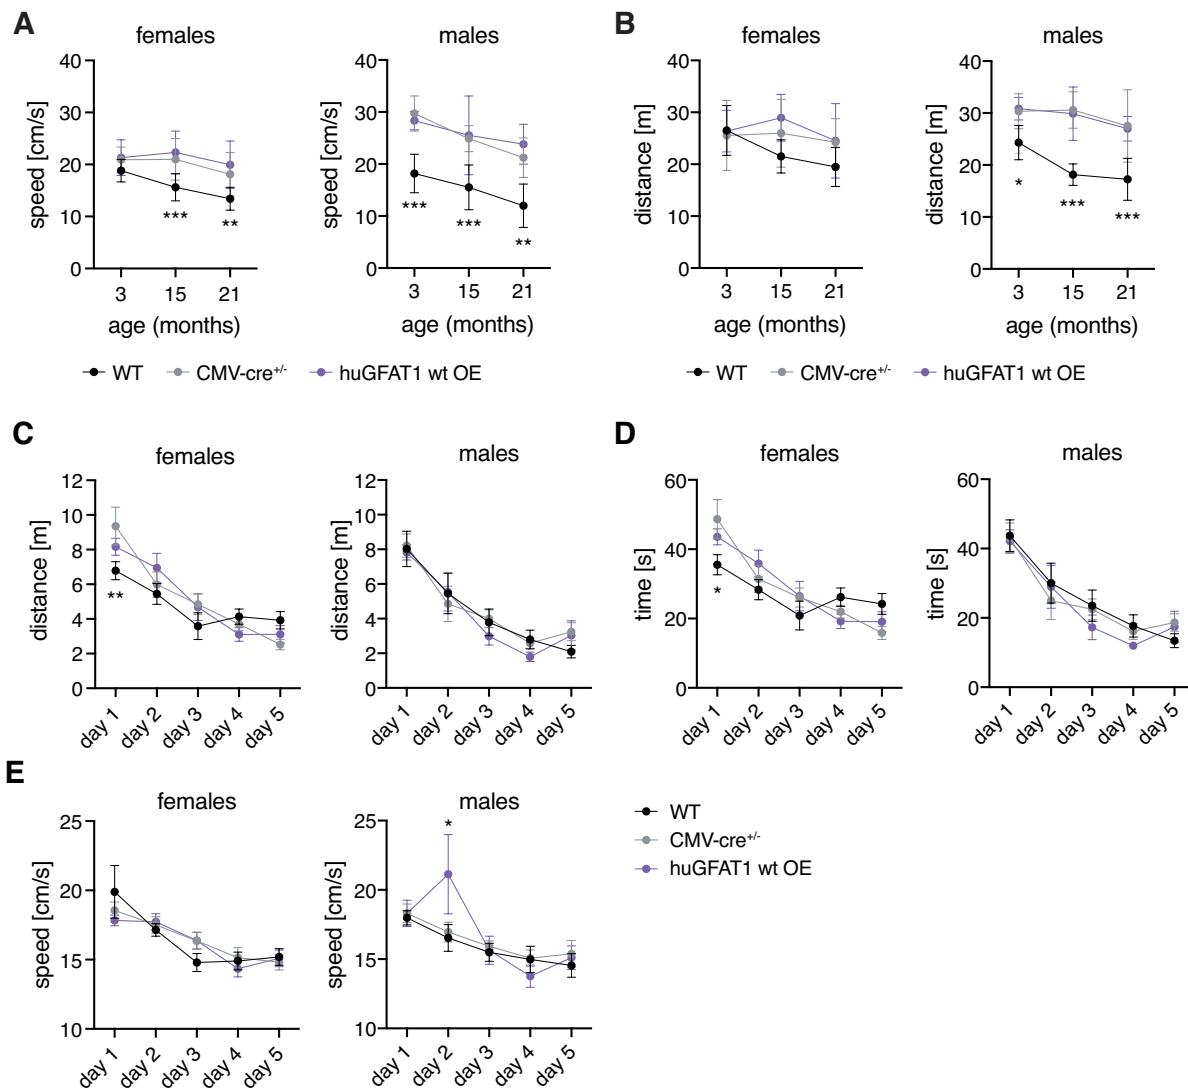 A
females
males
B
females
males
speed [cm/s]
40
30
20
10
0
***
**
3 15 21
age (months)
speed [cm/s]
40
30
20
10
0
***
***
**
3 15 21
age (months)
distance [m]
40
30
20
10
0
3 15 21
age (months)
distance [m]
40
30
20
10
0
*
***
***
3 15 21
age (months)
WT CMV-cre+/- huGFAT1 wt OE
WT CMV-cre+/- huGFAT1 wt OE
C
females
males
D
females
males
distance [m]
12
10
8
6
4
2
0
**
day 1 day 2 day 3 day 4 day 5
distance [m]
12
10
8
6
4
2
0
day 1 day 2 day 3 day 4 day 5
time [s]
60
40
20
0
*
day 1 day 2 day 3 day 4 day 5
time [s]
60
40
20
0
day 1 day 2 day 3 day 4 day 5
E
females
males
speed [cm/s]
25
20
15
10
day 1 day 2 day 3 day 4 day 5
speed [cm/s]
25
20
15
10
*
day 1 day 2 day 3 day 4 day 5
WT
CMV-cre+/-
huGFAT1 wt OE